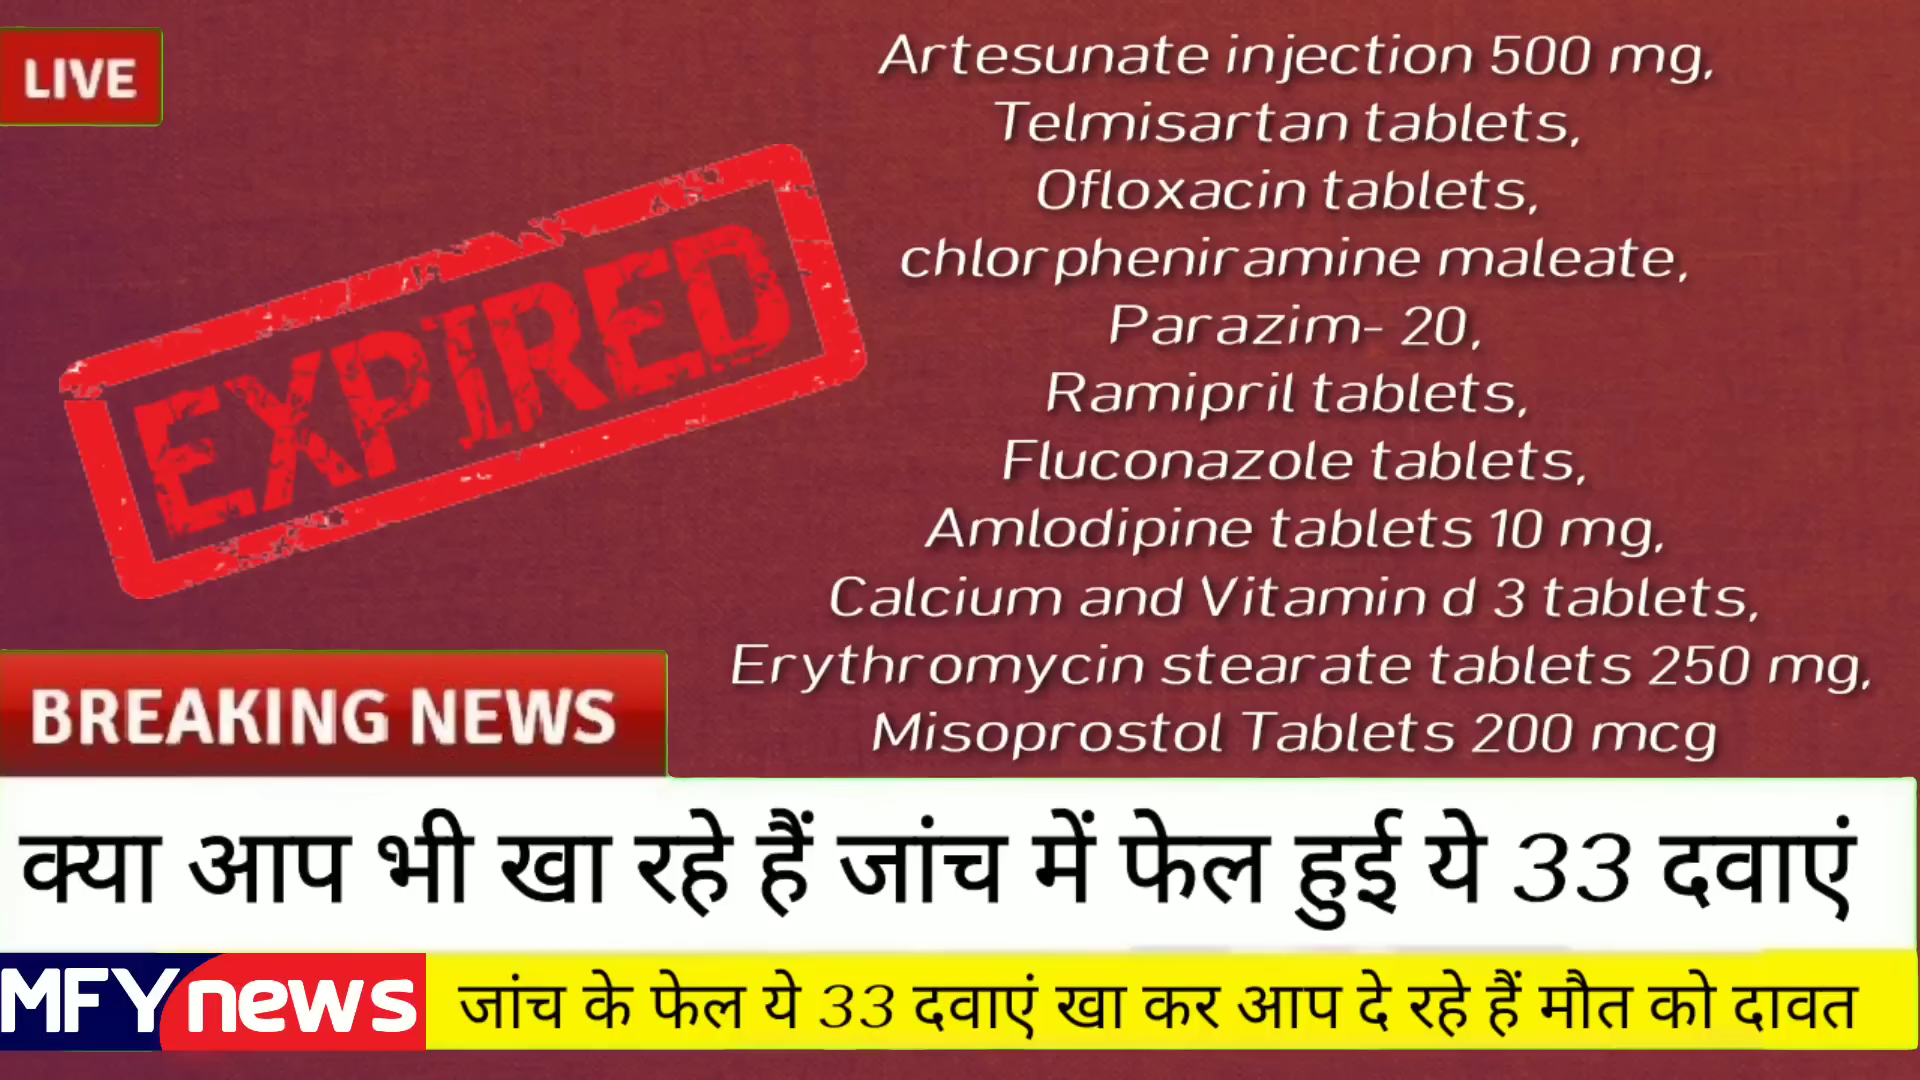 LIVE
Artesunate injection 500 mg,
Telmisartan tablets,
Ofloxacin tablets,
chlorpheniramine maleate,
Parazim- 20,
Ramipril tablets,
Fluconazole tablets,
Amlodipine tablets 10 mg,
Calcium and Vitamin d 3 tablets,
Erythromycin stearate tablets 250 mg,
Misoprostol Tablets 200 mcg
EXPIRED
BREAKING NEWS
क्या आप भी खा रहे हैं जांच में फेल हुई ये 33 दवाएं
MFY news
जांच के फेल ये 33 दवाएं खा कर आप दे रहे हैं मौत को दावत